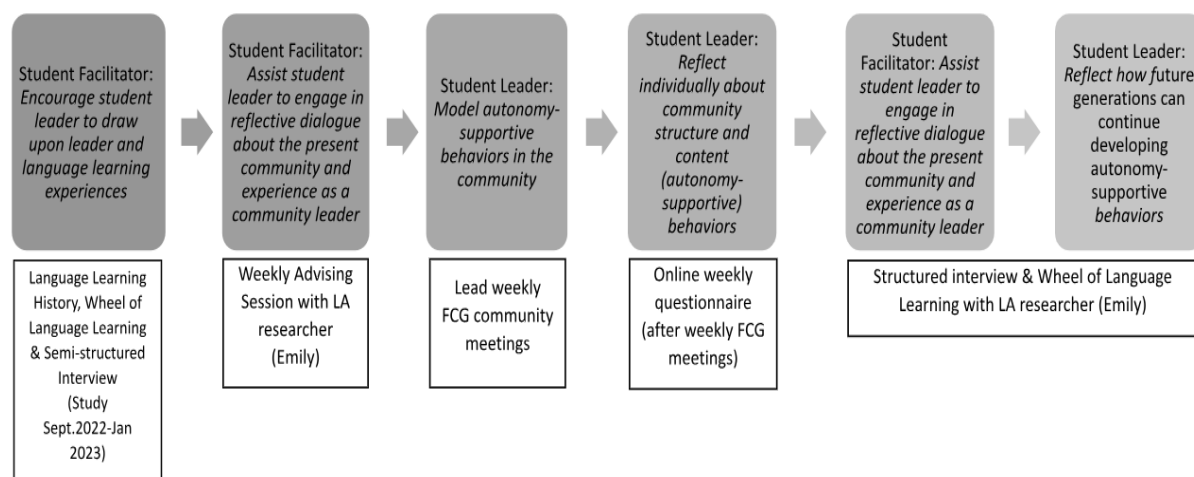 Student Facilitator:
Encourage student
leader to draw
upon leader and
language learning
experiences
Student Facilitator:
Assist student
leader to engage in
reflective dialogue
about the present
community and
experience as a
community leader
Student Leader:
Model autonomy-
supportive
behaviors in the
community
Student Leader:
Reflect
individually about
community
structure and
content
(autonomy-
supportive)
behaviors
Student
Facilitator: Assist
student leader to
engage in
reflective dialogue
about the present
community and
experience as a
community leader
Student Leader:
Reflect how future
generations can
continue
developing
autonomy-
supportive
behaviors
Language Learning
History, Wheel of
Language Learning
& Semi-structured
Interview
(Study
Sept.2022-Jan
2023)
Weekly Advising
Session with LA
researcher
(Emily)
Lead weekly
FCG community
meetings
Online weekly
questionnaire
(after weekly FCG
meetings)
Structured interview & Wheel of Language
Learning with LA researcher (Emily)